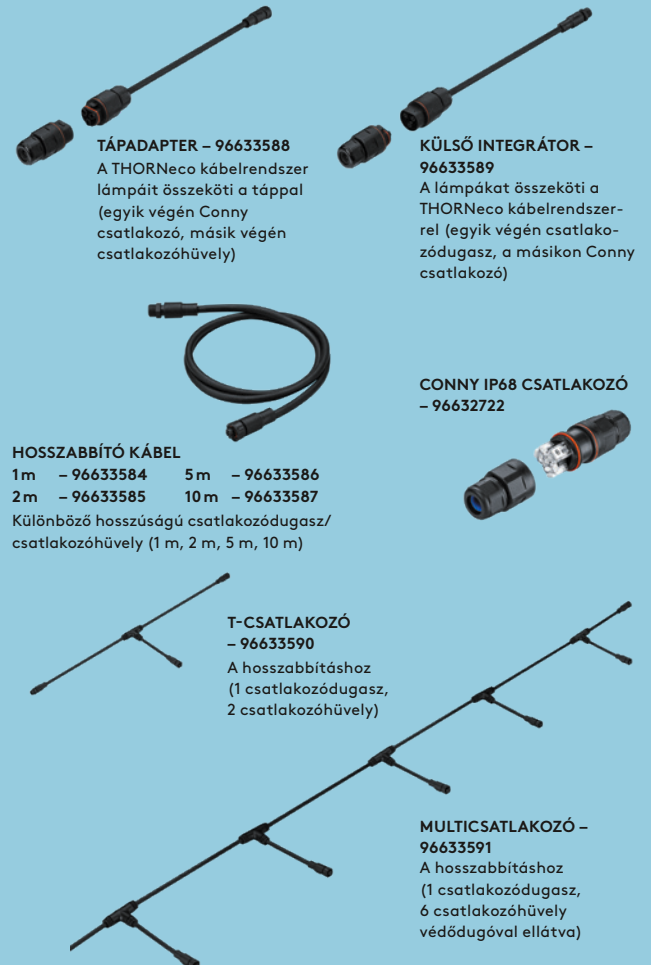 TÁPADAPTER – 96633588
A THORNeco kábelrendszer
lámpáit összeköti a táppal
(egyik végén Conny
csatlakozó, másik végén
csatlakozóhüvely)
KÜLSŐ INTEGRÁTOR –
96633589
A lámpákat összeköti a
THORNeco kábelrendszer-
rel (egyik végén csatlako-
zódugasz, a másikon Conny
csatlakozó)
CONNY IP68 CSATLAKOZÓ
– 96632722
HOSSZABBÍTÓ KÁBEL
1 m – 96633584 5 m – 96633586
2 m – 96633585 10 m – 96633587
Különböző hosszúságú csatlakozódugasz/
csatlakozóhüvely (1 m, 2 m, 5 m, 10 m)
T-CSATLAKOZÓ
– 96633590
A hosszabbításhoz
(1 csatlakozódugasz,
2 csatlakozóhüvely)
MULTICSATLAKOZÓ –
96633591
A hosszabbításhoz
(1 csatlakozódugasz,
6 csatlakozóhüvely
védődugóval ellátva)